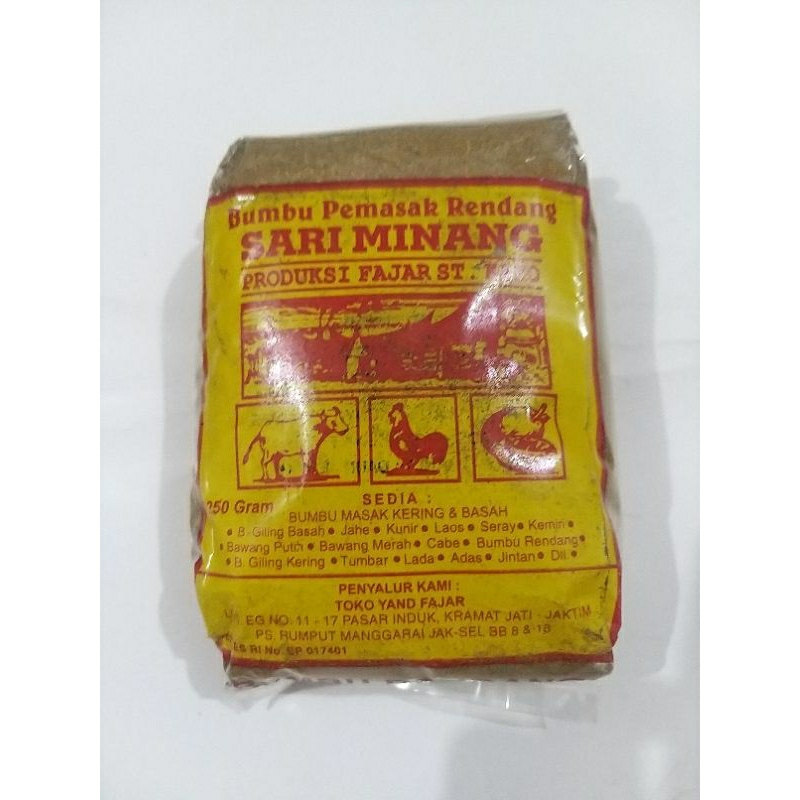 Bumbu Pemasak Rendang
SARI MINANG
PRODUKSI FAJAR ST.
250 Gram
SEDIA :
BUMBU MASAK KERING & BASAH
• B. Giling Basah • Jahe • Kunir • Laos • Seray • Kemiri •
• Bawang Putih • Bawang Merah • Cabe • Bumbu Rendang •
• B. Giling Kering • Tumbar • Lada • Adas • Jintan • Dll •
PENYALUR KAMI :
TOKO YAND FAJAR
EG NO. 11 - 17 PASAR INDUK, KRAMAT JATI - JAKTIM
PS. RUMPUT MANGGARAI JAK-SEL BB 8 & 18
RI No. SP 017401